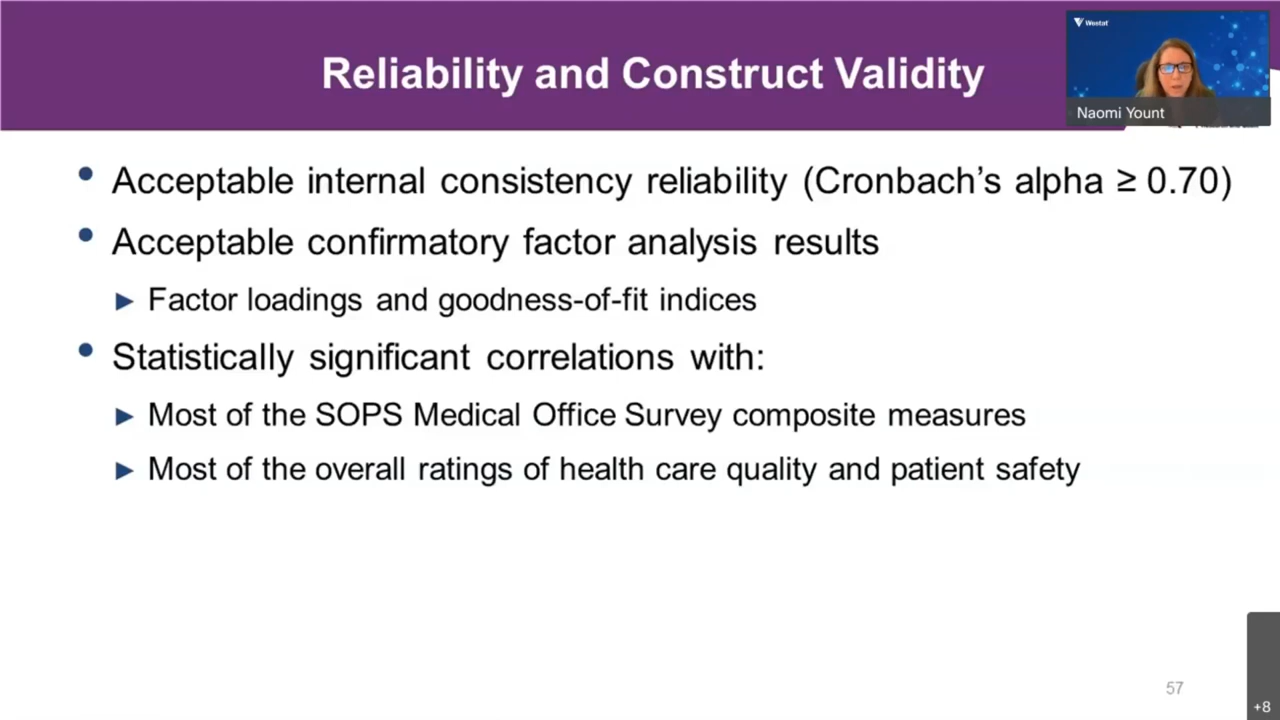 Reliability and Construct Validity
Westat
Naomi Yount
• Acceptable internal consistency reliability (Cronbach’s alpha ≥ 0.70)
• Acceptable confirmatory factor analysis results
► Factor loadings and goodness-of-fit indices
• Statistically significant correlations with:
► Most of the SOPS Medical Office Survey composite measures
► Most of the overall ratings of health care quality and patient safety
57
+8